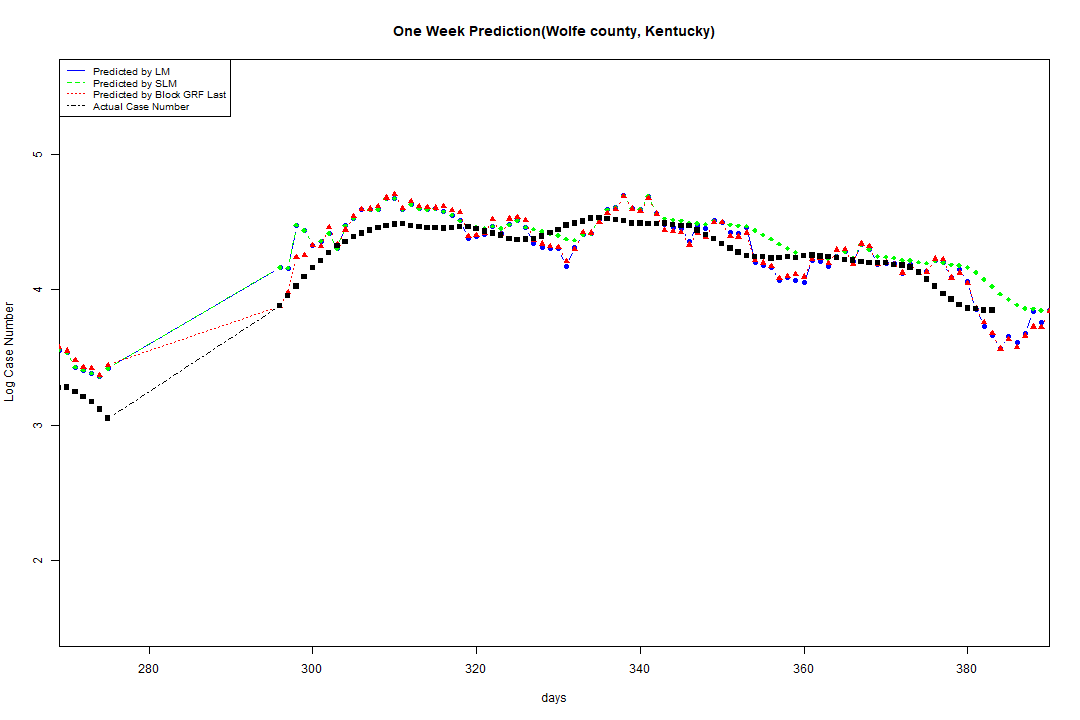 One Week Prediction(Wolfe county, Kentucky)
Predicted by LM
Predicted by SLM
Predicted by Block GRF Last
Actual Case Number
5
4
3
2
Log Case Number
280 300 320 340 360 380
days